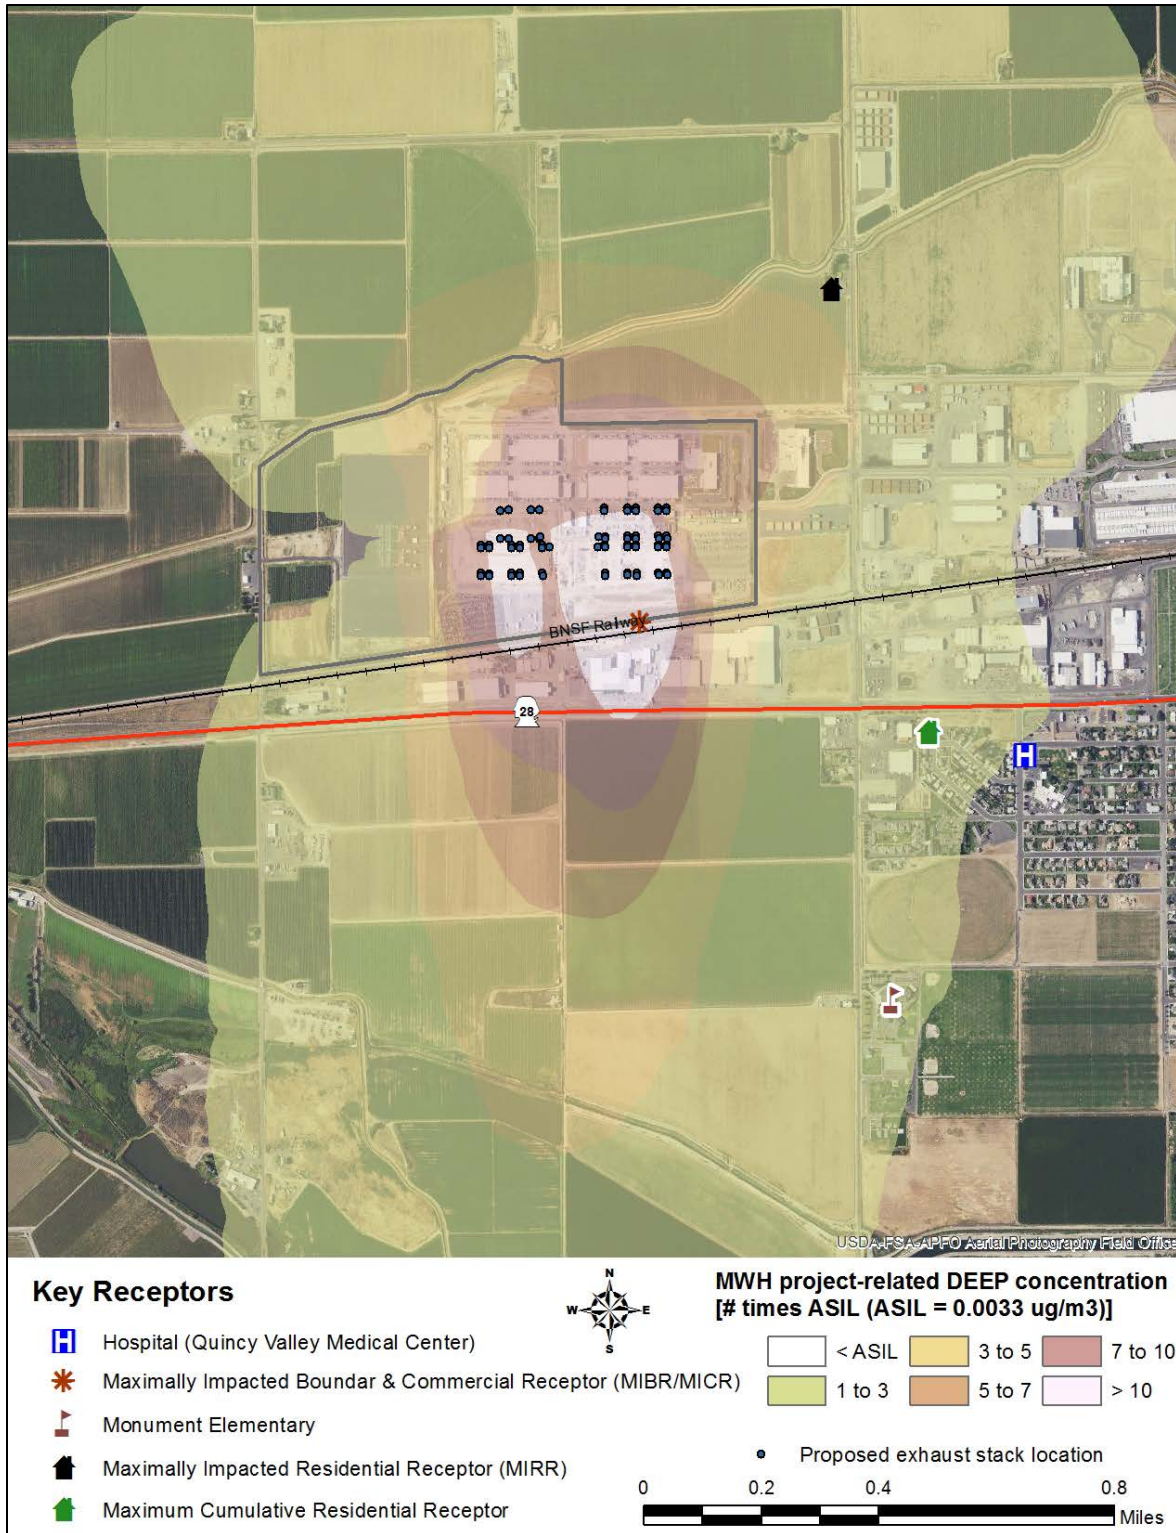 BNSF Railway
28
H
USDA-FSA-APFO Aerial Photography Field Office
Key Receptors
H Hospital (Quincy Valley Medical Center)
Maximally Impacted Boundar & Commercial Receptor (MIBR/MICR)
Monument Elementary
Maximally Impacted Residential Receptor (MIRR)
Maximum Cumulative Residential Receptor
N
W E
S
MWH project-related DEEP concentration
[# times ASIL (ASIL = 0.0033 ug/m3)]
< ASIL 3 to 5 7 to 10
1 to 3 5 to 7 > 10
Proposed exhaust stack location
0 0.2 0.4 0.8
Miles